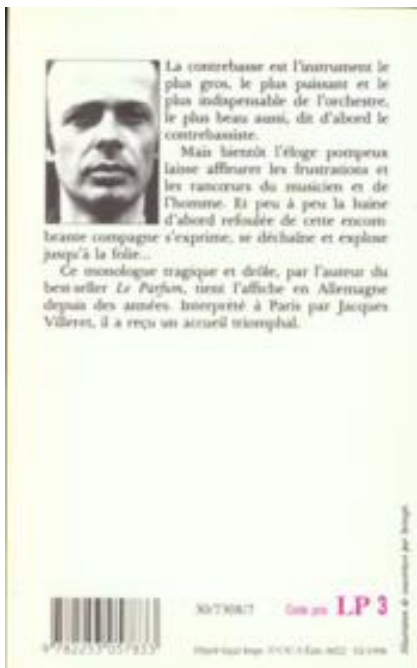 La contrebasse est l'instrument le
plus gros, le plus puissant et le
plus indispensable de l'orchestre,
le plus beau aussi, dit d'abord le
contrebassiste.
Mais bientôt l'éloge pompeux
laisse affleurer les frustrations et
les rancœurs du musicien et de
l'homme. Et peu à peu la haine
d'abord refoulée de cette encom-
brante compagne s'exprime, se déchaîne et explose
jusqu'à la folie...
Ce monologue tragique et drôle, par l'auteur du
best-seller Le Parfum, tient l'affiche en Allemagne
depuis des années. Interprété à Paris par Jacques
Villeret, il a reçu un accueil triomphal.
30/7308/7 Code prix LP 3
9 782253 057833